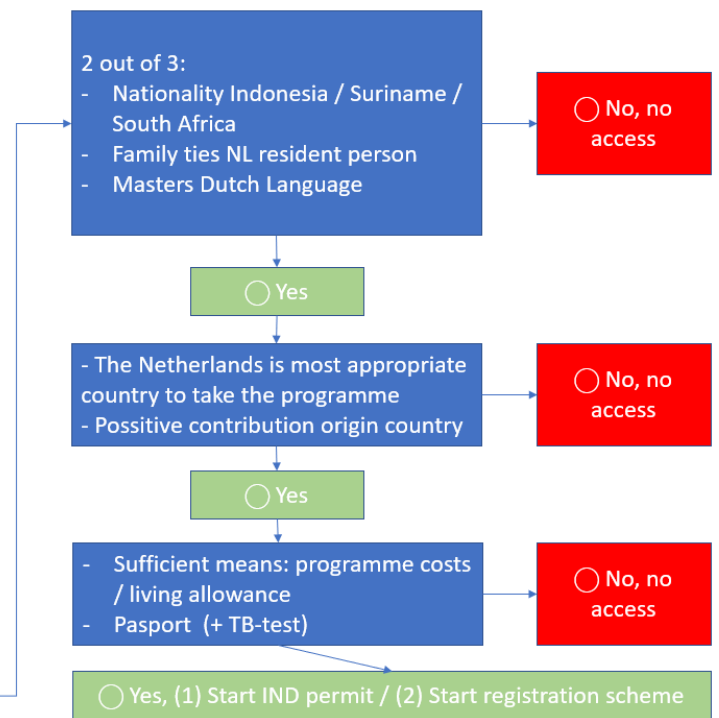 2 out of 3:
- Nationality Indonesia / Suriname /
South Africa
- Family ties NL resident person
- Masters Dutch Language
◯ No, no
access
◯ Yes
- The Netherlands is most appropriate
country to take the programme
- Possitive contribution origin country
◯ No, no
access
◯ Yes
- Sufficient means: programme costs
/ living allowance
- Pasport (+ TB-test)
◯ No, no
access
◯ Yes, (1) Start IND permit / (2) Start registration scheme